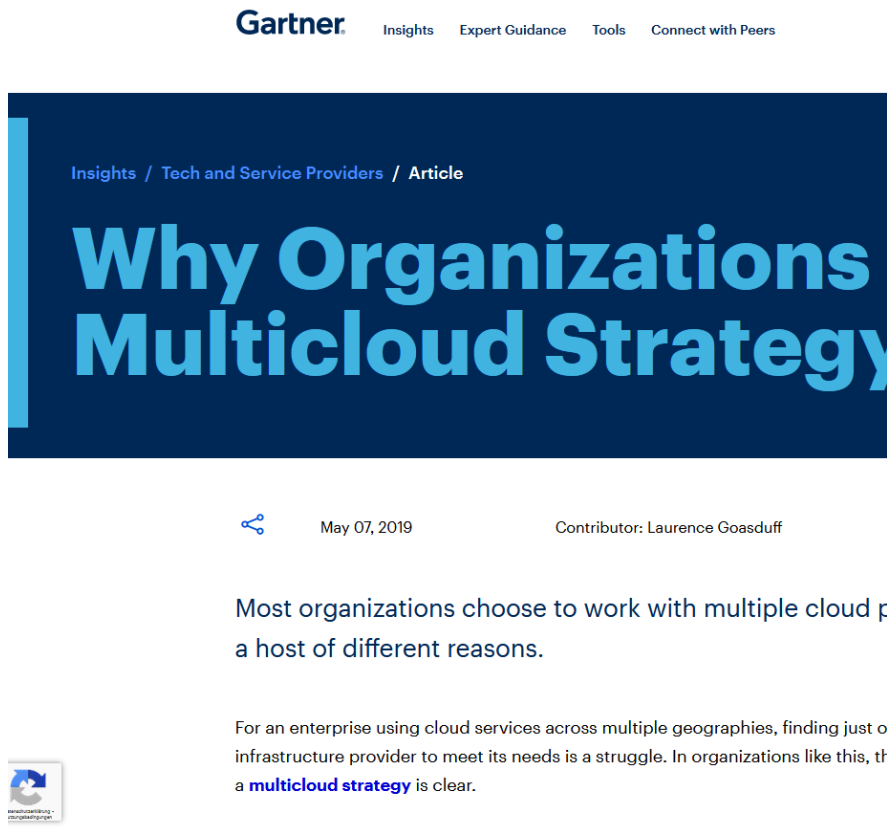 Gartner
Insights Expert Guidance Tools Connect with Peers
Insights / Tech and Service Providers / Article
Why Organizations
Multicloud Strategy
May 07, 2019 Contributor: Laurence Goasduff
Most organizations choose to work with multiple cloud p
a host of different reasons.
For an enterprise using cloud services across multiple geographies, finding just o
infrastructure provider to meet its needs is a struggle. In organizations like this, th
a multicloud strategy is clear.